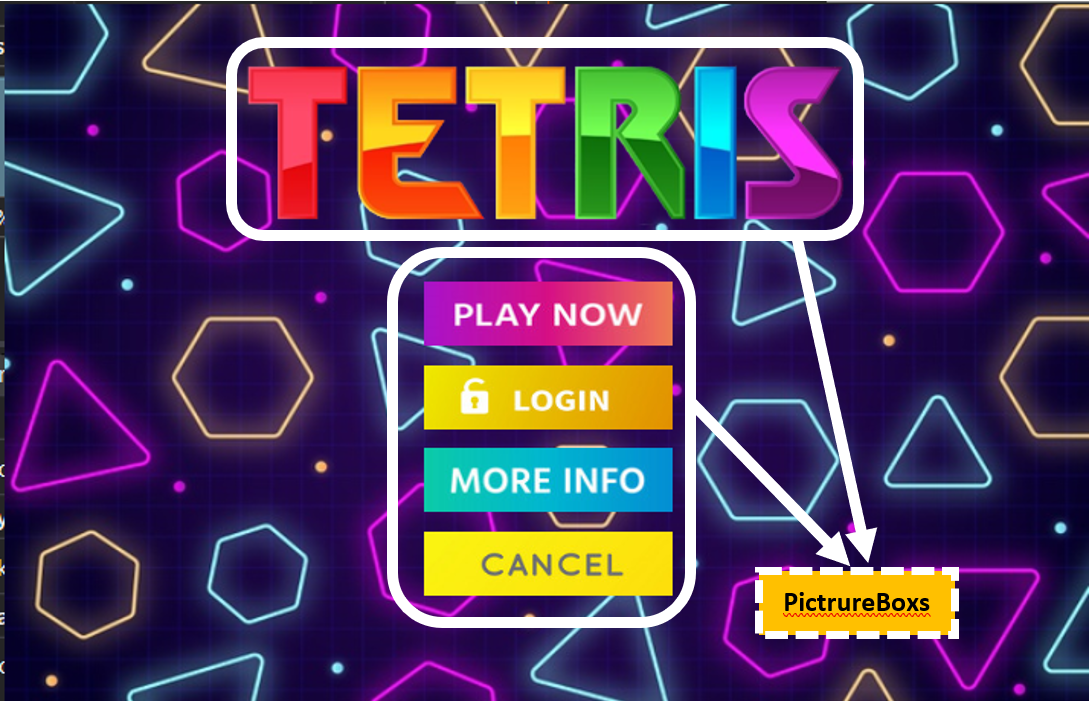 TETRIS
PLAY NOW
LOGIN
MORE INFO
CANCEL
PictrureBoxs